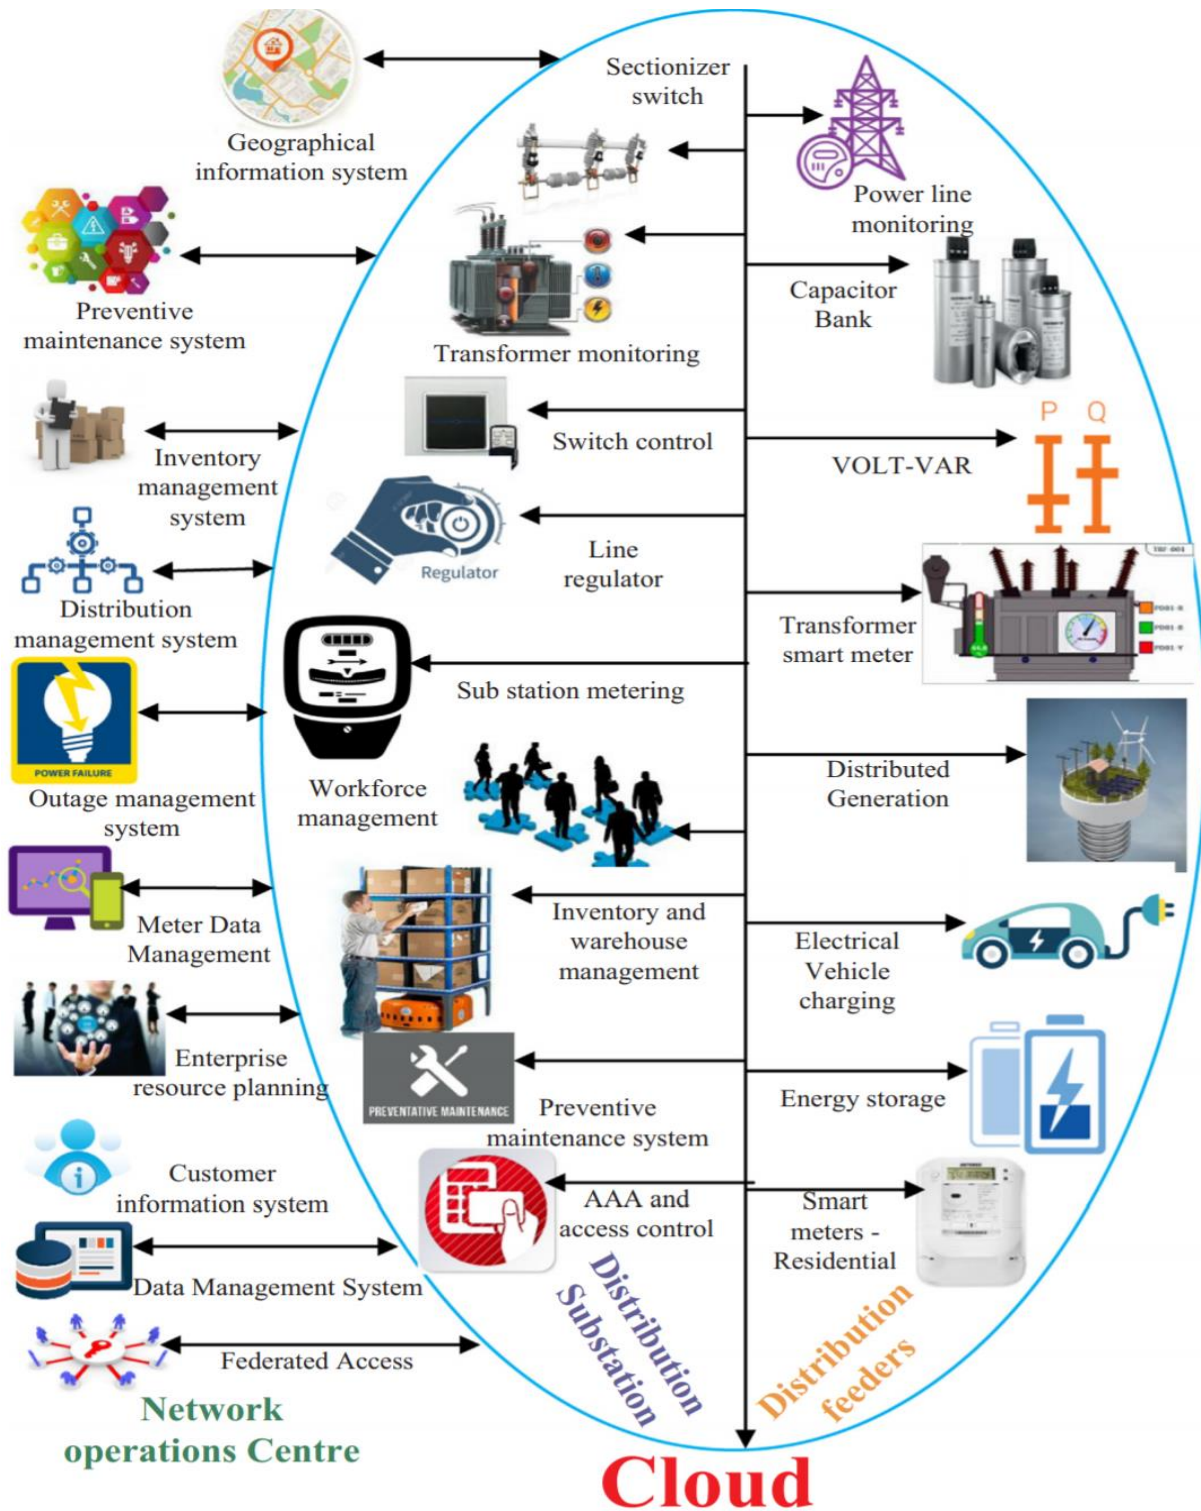 Sectionizer
switch
Geographical
information system
Power line
monitoring
Preventive
maintenance system
Capacitor
Bank
Transformer monitoring
P Q
Switch control
VOLT-VAR
Inventory
management
system
Regulator
Line
regulator
TRF-001
PD01-R
PD01-Y
Transformer
smart meter
Distribution
management system
Sub station metering
POWER FAILURE
Outage management
system
Workforce
management
Distributed
Generation
Meter Data
Management
Inventory and
warehouse
management
Electrical
Vehicle
charging
Enterprise
resource planning
PREVENTATIVE MAINTENANCE
Preventive
maintenance system
Energy storage
Customer
information system
AAA and
access control
Smart
meters -
Residential
Data Management System
Federated Access
Distribution
Substation
Distribution
feeders
Network
operations Centre
Cloud